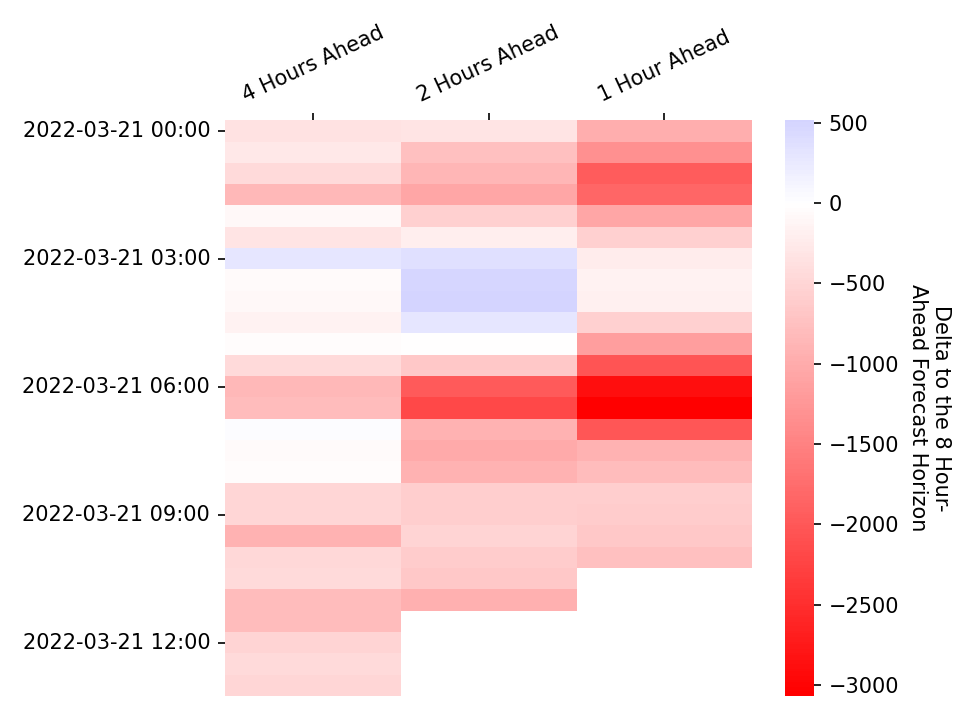 4 Hours Ahead
2 Hours Ahead
1 Hour Ahead
2022-03-21 00:00
2022-03-21 03:00
2022-03-21 06:00
2022-03-21 09:00
2022-03-21 12:00
500
0
−500
−1000
−1500
−2000
−2500
−3000
Delta to the 8 Hour-
Ahead Forecast Horizon